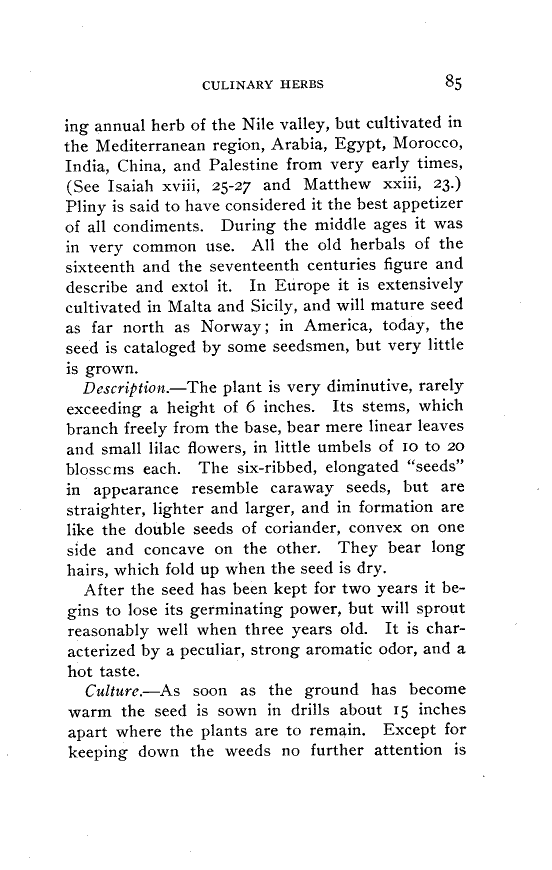 CULINARY HERBS 85
ing annual herb of the Nile valley, but cultivated in
the Mediterranean region, Arabia, Egypt, Morocco,
India, China, and Palestine from very early times,
(See Isaiah xviii, 25-27 and Matthew xxiii, 23.)
Pliny is said to have considered it the best appetizer
of all condiments. During the middle ages it was
in very common use. All the old herbals of the
sixteenth and the seventeenth centuries figure and
describe and extol it. In Europe it is extensively
cultivated in Malta and Sicily, and will mature seed
as far north as Norway; in America, today, the
seed is cataloged by some seedsmen, but very little
is grown.
Description.—The plant is very diminutive, rarely
exceeding a height of 6 inches. Its stems, which
branch freely from the base, bear mere linear leaves
and small lilac flowers, in little umbels of 10 to 20
blossoms each. The six-ribbed, elongated “seeds”
in appearance resemble caraway seeds, but are
straighter, lighter and larger, and in formation are
like the double seeds of coriander, convex on one
side and concave on the other. They bear long
hairs, which fold up when the seed is dry.
After the seed has been kept for two years it be-
gins to lose its germinating power, but will sprout
reasonably well when three years old. It is char-
acterized by a peculiar, strong aromatic odor, and a
hot taste.
Culture.—As soon as the ground has become
warm the seed is sown in drills about 15 inches
apart where the plants are to remain. Except for
keeping down the weeds no further attention is